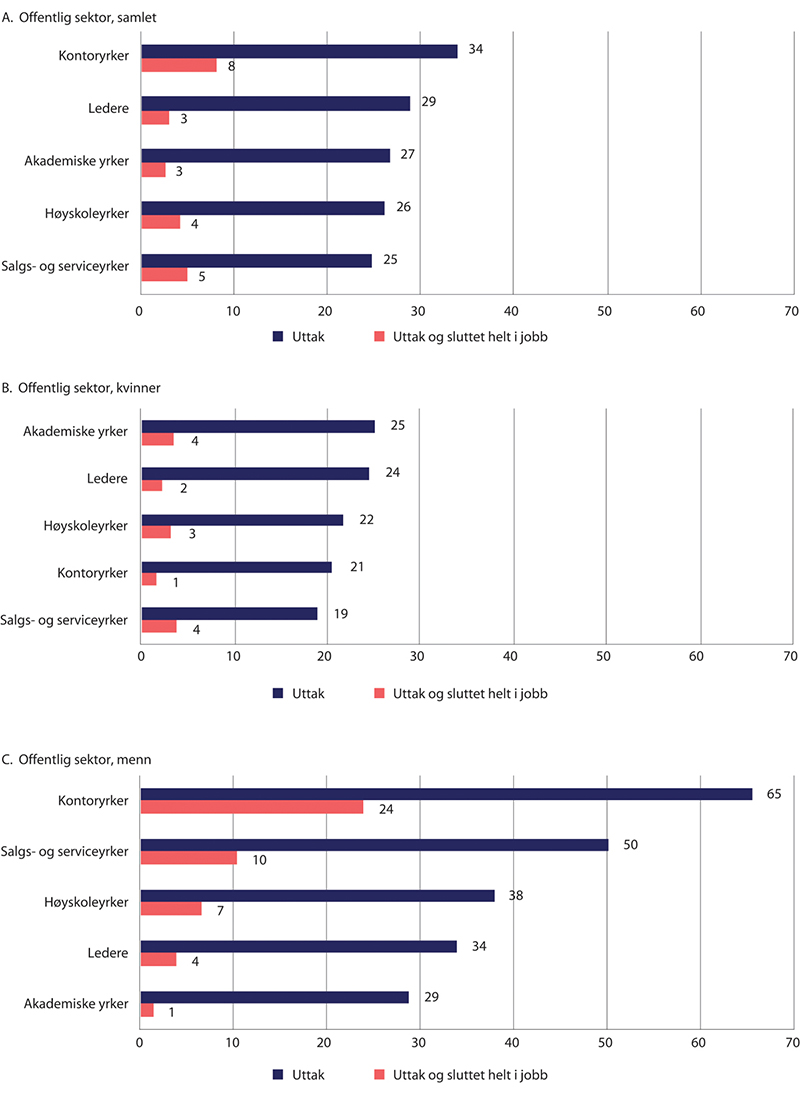 A. Offentlig sektor, samlet
Kontoryrker 34
8
Ledere 29
3
Akademiske yrker 27
3
Høyskoleyrker 26
4
Salgs- og serviceyrker 25
5
0 10 20 30 40 50 60 70
Uttak Uttak og sluttet helt i jobb
B. Offentlig sektor, kvinner
Akademiske yrker 25
4
Ledere 24
2
Høyskoleyrker 22
3
Kontoryrker 21
1
Salgs- og serviceyrker 19
4
0 10 20 30 40 50 60 70
Uttak Uttak og sluttet helt i jobb
C. Offentlig sektor, menn
Kontoryrker 65
24
Salgs- og serviceyrker 50
10
Høyskoleyrker 38
7
Ledere 34
4
Akademiske yrker 29
1
0 10 20 30 40 50 60 70
Uttak Uttak og sluttet helt i jobb